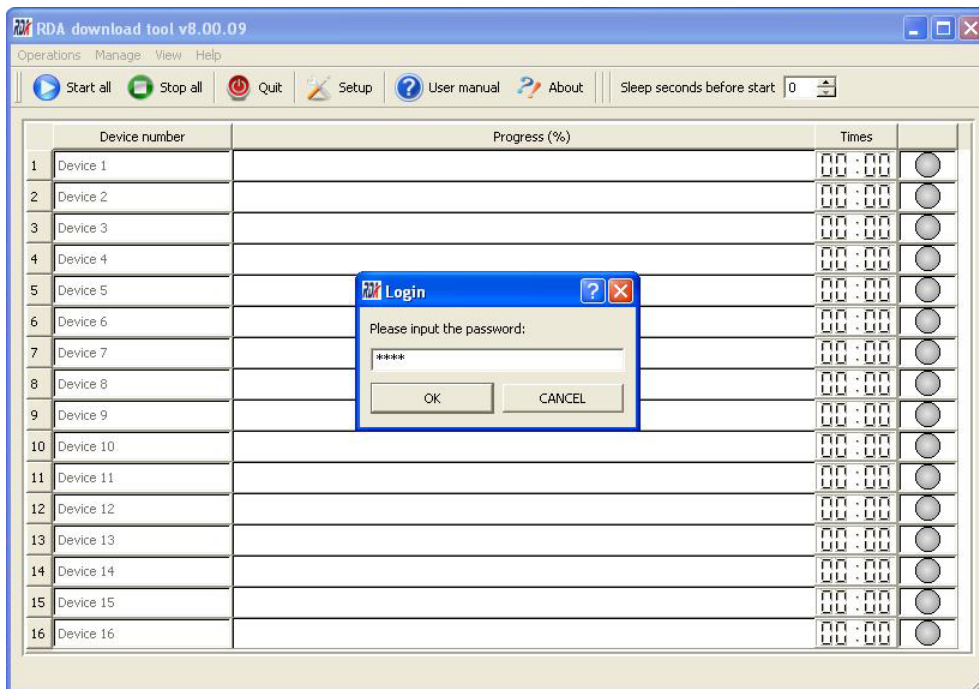 RDA RDA download tool v8.00.09
Operations Manage View Help
Start all Stop all Quit Setup ? User manual ? About Sleep seconds before start 0
Device number Progress (%) Times
1 Device 1 00:00
2 Device 2 00:00
3 Device 3 00:00
4 Device 4 00:00
5 Device 5 00:00
6 Device 6 00:00
7 Device 7 00:00
8 Device 8 00:00
9 Device 9 00:00
10 Device 10 00:00
11 Device 11 00:00
12 Device 12 00:00
13 Device 13 00:00
14 Device 14 00:00
15 Device 15 00:00
16 Device 16 00:00
RDA Login ?
Please input the password:
****
OK CANCEL